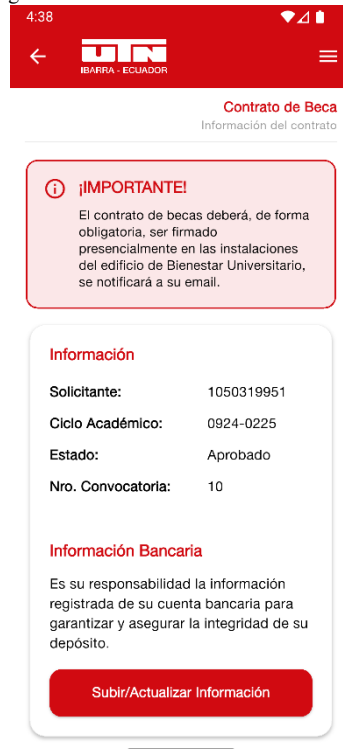 4:38
UTN
IBARRA - ECUADOR
Contrato de Beca
Información del contrato
¡IMPORTANTE!
El contrato de becas deberá, de forma
obligatoria, ser firmado
presencialmente en las instalaciones
del edificio de Bienestar Universitario,
se notificará a su email.
Información
Solicitante: 1050319951
Ciclo Académico: 0924-0225
Estado: Aprobado
Nro. Convocatoria: 10
Información Bancaria
Es su responsabilidad la información
registrada de su cuenta bancaria para
garantizar y asegurar la integridad de su
depósito.
Subir/Actualizar Información